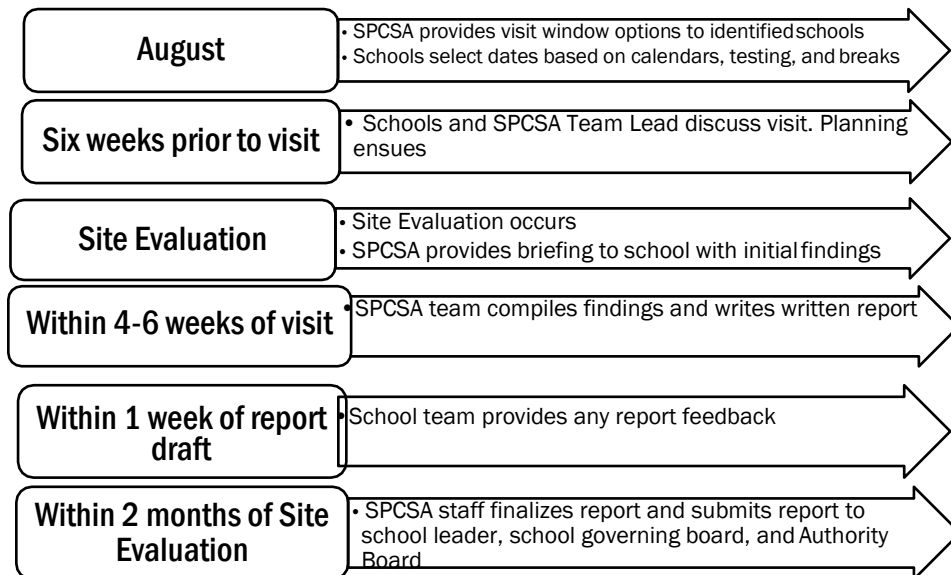 August
• SPCSA provides visit window options to identifiedschools
• Schools select dates based on calendars, testing, and breaks
Six weeks prior to visit
• Schools and SPCSA Team Lead discuss visit. Planning
ensues
Site Evaluation
• Site Evaluation occurs
• SPCSA provides briefing to school with initialfindings
Within 4-6 weeks of visit
• SPCSA team compiles findings and writes written report
Within 1 week of report
draft
• School team provides any report feedback
Within 2 months of Site
Evaluation
• SPCSA staff finalizes report and submits report to
school leader, school governing board, and Authority
Board